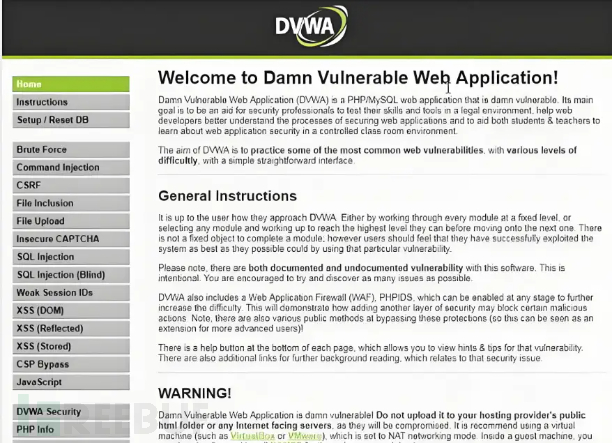 DVWA
Home
Instructions
Setup / Reset DB
Brute Force
Command Injection
CSRF
File Inclusion
File Upload
Insecure CAPTCHA
SQL Injection
SQL Injection (Blind)
Weak Session IDs
XSS (DOM)
XSS (Reflected)
XSS (Stored)
CSP Bypass
JavaScript
DVWA Security
PHP Info
Welcome to Damn Vulnerable Web Application!
Damn Vulnerable Web Application (DVWA) is a PHP/MySQL web application that is damn vulnerable. Its main
goal is to be an aid for security professionals to test their skills and tools in a legal environment, help web
developers better understand the processes of securing web applications and to aid both students & teachers to
learn about web application security in a controlled class room environment.
The aim of DVWA is to practice some of the most common web vulnerabilities, with various levels of
difficultly, with a simple straightforward interface.
General Instructions
It is up to the user how they approach DVWA. Either by working through every module at a fixed level, or
selecting any module and working up to reach the highest level they can before moving onto the next one. There
is not a fixed object to complete a module; however users should feel that they have successfully exploited the
system as best as they possible could by using that particular vulnerability.
Please note, there are both documented and undocumented vulnerability with this software. This is
intentional. You are encouraged to try and discover as many issues as possible.
DVWA also includes a Web Application Firewall (WAF), PHPIDS, which can be enabled at any stage to further
increase the difficulty. This will demonstrate how adding another layer of security may block certain malicious
actions. Note, there are also various public methods at bypassing these protections (so this can be seen as an
extension for more advanced users)!
There is a help button at the bottom of each page, which allows you to view hints & tips for that vulnerability.
There are also additional links for further background reading, which relates to that security issue.
WARNING!
Damn Vulnerable Web Application is damn vulnerable! Do not upload it to your hosting provider's public
html folder or any Internet facing servers, as they will be compromised. It is recommend using a virtual
machine (such as VirtualBox or VMware), which is set to NAT networking mode. Inside a guest machine, you